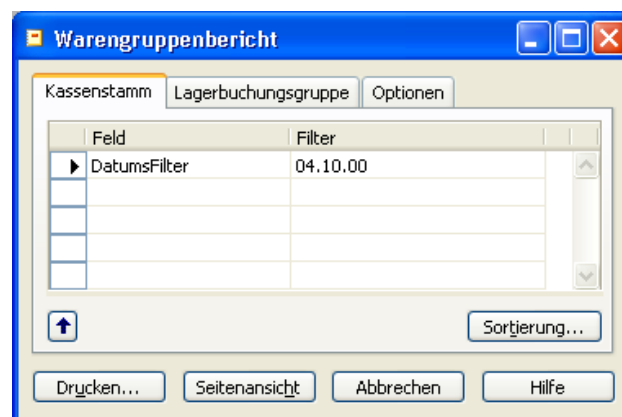 Warengruppenbericht
Kassenstamm Lagerbuchungsgruppe Optionen
Feld Filter
DatumsFilter 04.10.00
Sortierung...
Drucken... Seitenansicht Abbrechen Hilfe